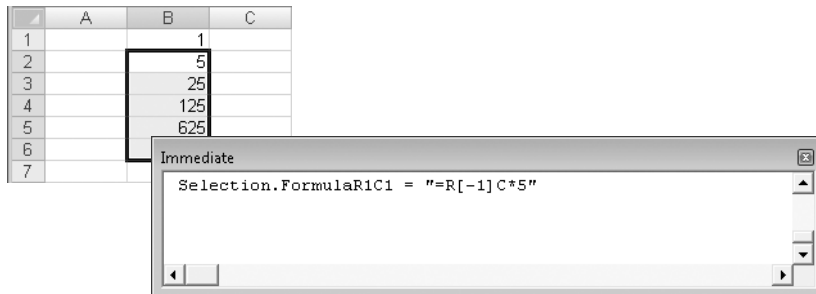 A B C
1 1
2 5
3 25
4 125
5 625
6
7
Immediate
Selection.FormulaR1C1 = "=R[-1]C*5"